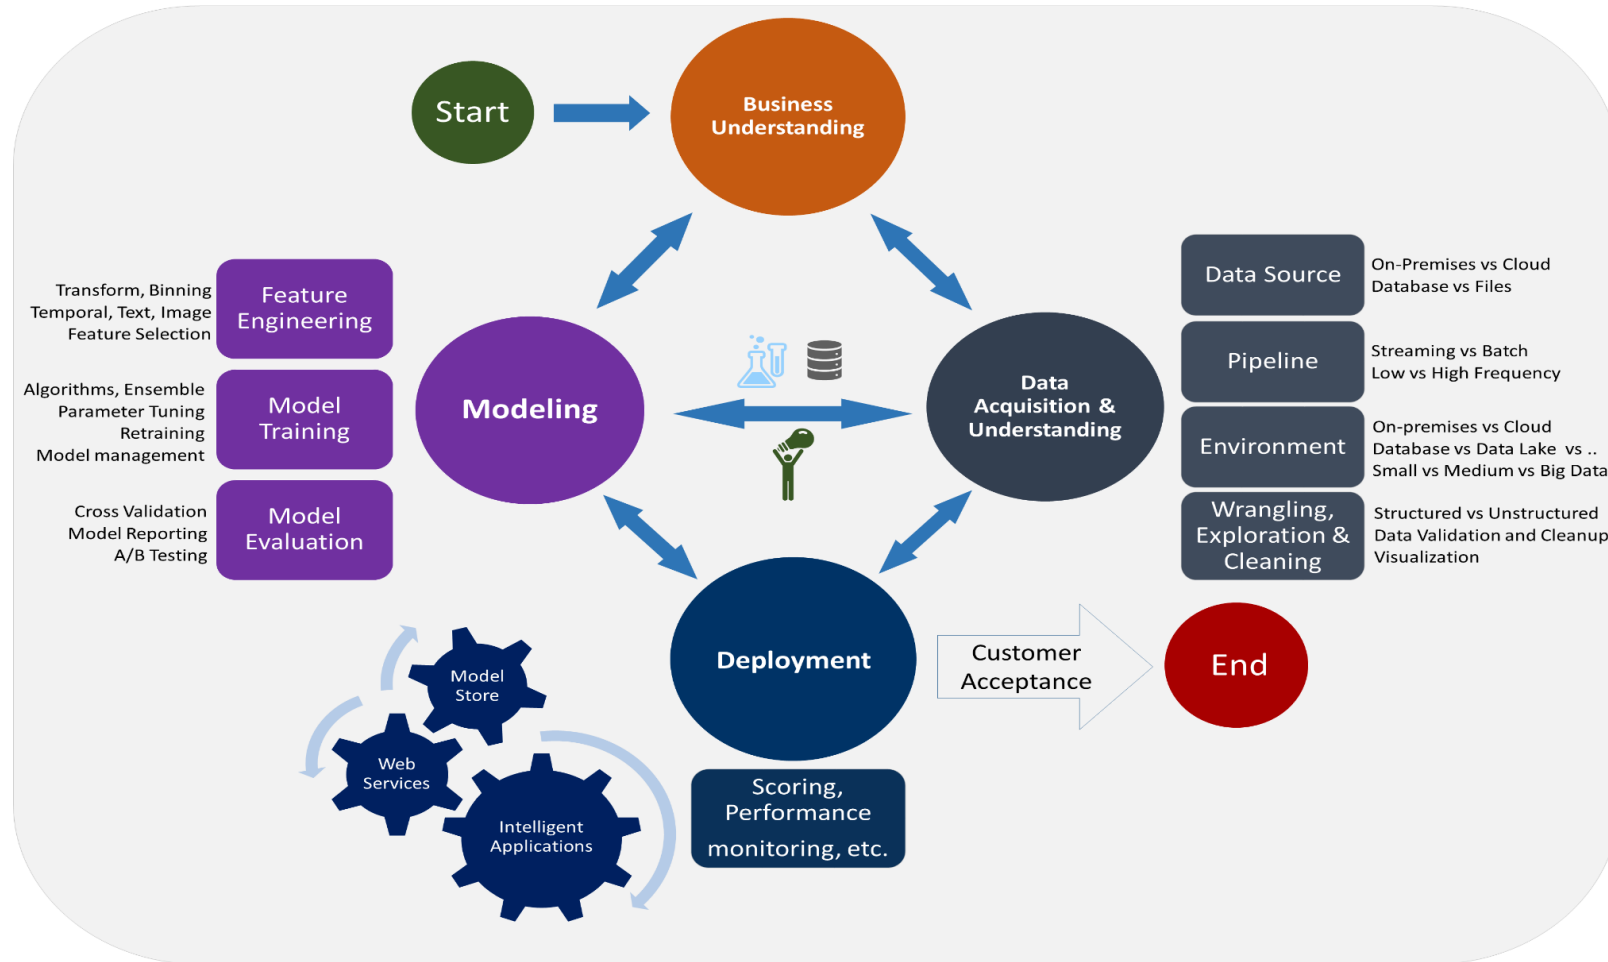 Start
Business
Understanding
Feature
Engineering
Transform, Binning
Temporal, Text, Image
Feature Selection
Model
Training
Algorithms, Ensemble
Parameter Tuning
Retraining
Model management
Model
Evaluation
Cross Validation
Model Reporting
A/B Testing
Modeling
Data
Acquisition &
Understanding
Data Source
On-Premises vs Cloud
Database vs Files
Pipeline
Streaming vs Batch
Low vs High Frequency
Environment
On-premises vs Cloud
Database vs Data Lake vs ..
Small vs Medium vs Big Data
Wrangling,
Exploration &
Cleaning
Structured vs Unstructured
Data Validation and Cleanup
Visualization
Deployment
Customer
Acceptance
End
Model
Store
Web
Services
Intelligent
Applications
Scoring,
Performance
monitoring, etc.